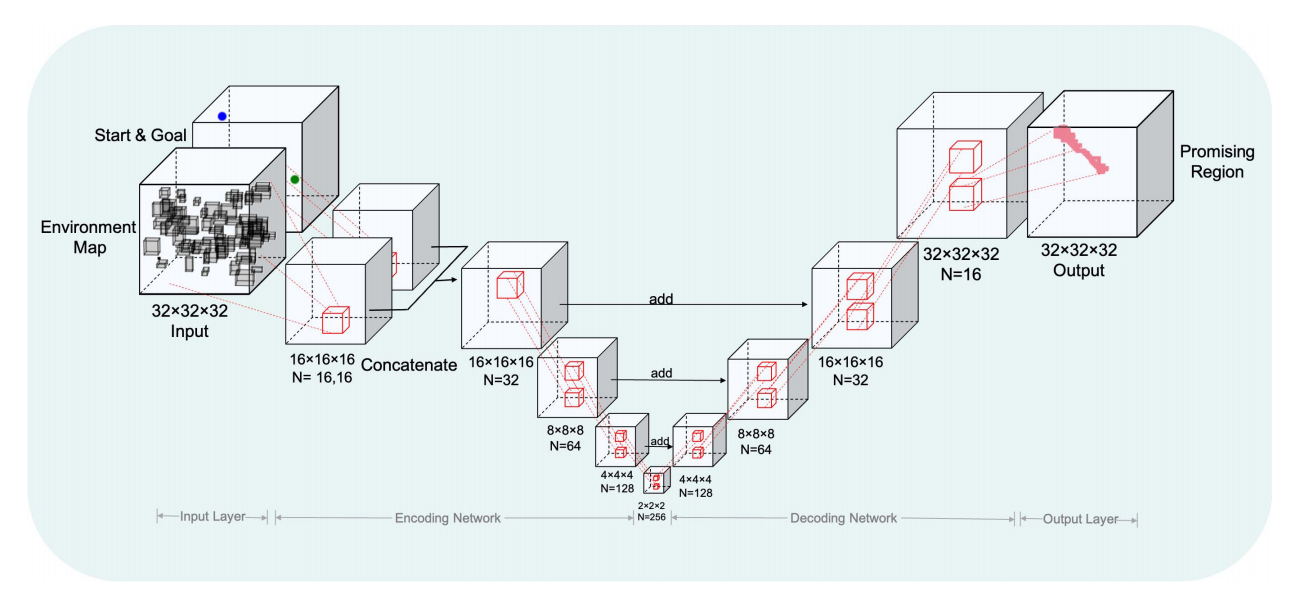 Start & Goal
Environment
Map
32×32×32
Input
16×16×16
N= 16,16
Concatenate
16×16×16
N=32
8×8×8
N=64
4×4×4
N=128
2×2×2
N=256
4×4×4
N=128
8×8×8
N=64
16×16×16
N=32
32×32×32
N=16
32×32×32
Output
Promising
Region
add
add
add
Input Layer
Encoding Network
Decoding Network
Output Layer